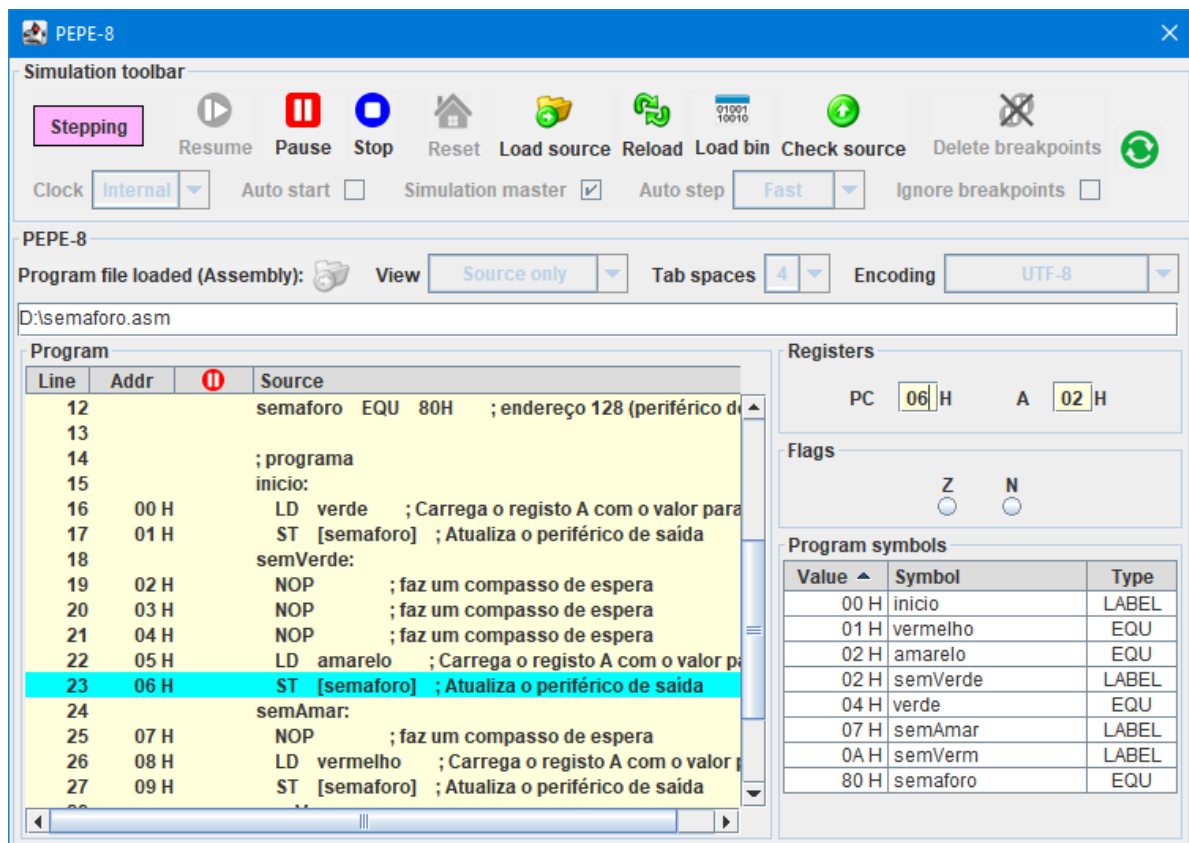 PEPE-8
Simulation toolbar
Stepping
Resume Pause Stop Reset Load source Reload Load bin Check source Delete breakpoints
01001
10010
Clock Internal Auto start Simulation master Auto step Fast Ignore breakpoints
PEPE-8
Program file loaded (Assembly): View Source only Tab spaces 4 Encoding UTF-8
D:\semaforo.asm
Program
Line Addr Source
12 semaforo EQU 80H ; endereço 128 (periférico
13
14 ; programa
15 inicio:
16 00 H LD verde ; Carrega o registo A com o valor para
17 01 H ST [semaforo] ; Atualiza o periférico de saída
18 semVerde:
19 02 H NOP ; faz um compasso de espera
20 03 H NOP ; faz um compasso de espera
21 04 H NOP ; faz um compasso de espera
22 05 H LD amarelo ; Carrega o registo A com o valor
23 06 H ST [semaforo] ; Atualiza o periférico de saída
24 semAmar:
25 07 H NOP ; faz um compasso de espera
26 08 H LD vermelho ; Carrega o registo A com o valor
27 09 H ST [semaforo] ; Atualiza o periférico de saída
Registers
PC 06 H A 02 H
Flags
Z N
Program symbols
Value Symbol Type
00 H inicio LABEL
01 H vermelho EQU
02 H amarelo EQU
02 H semVerde LABEL
04 H verde EQU
07 H semAmar LABEL
0A H semVerm LABEL
80 H semaforo EQU